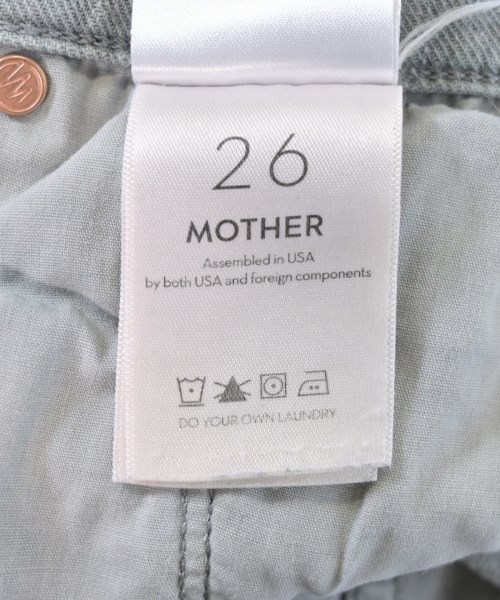 26
MOTHER
Assembled in USA
by both USA and foreign components
DO YOUR OWN LAUNDRY